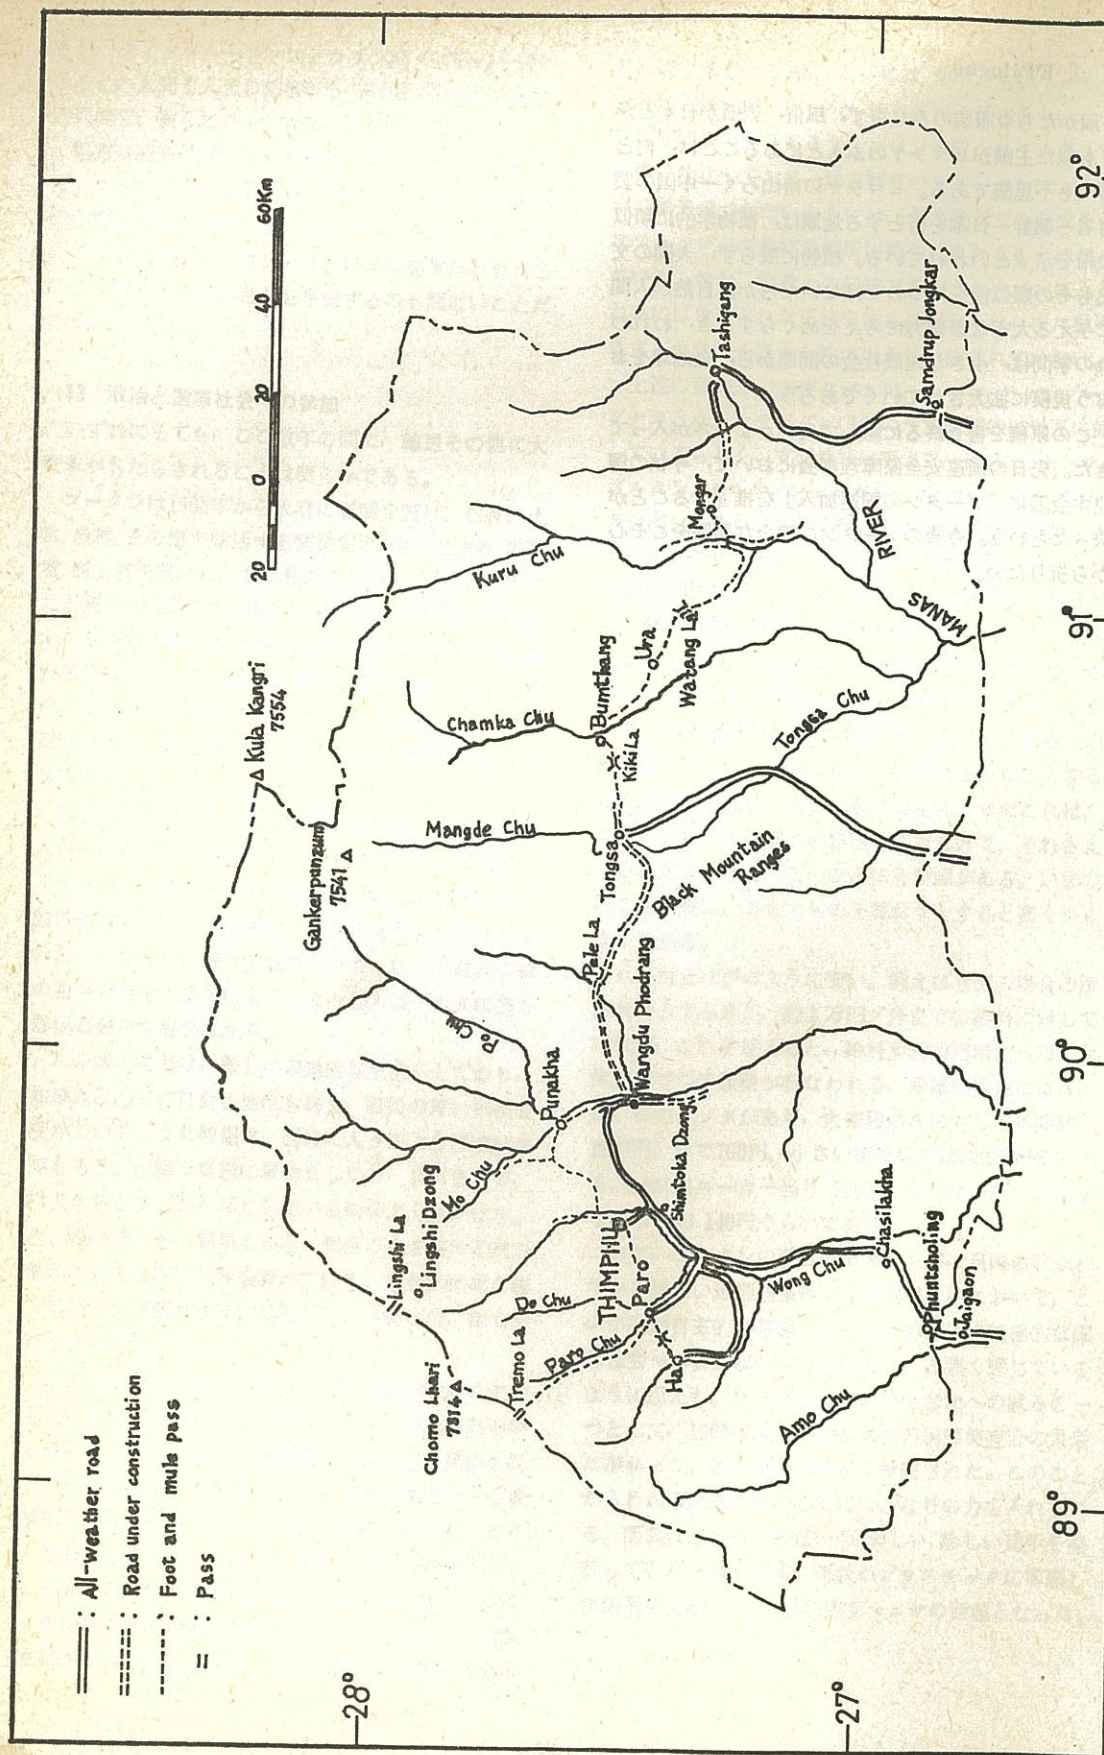 ═══ : All-weather road
===== : Road under construction
------ : Foot and mule pass
= : Pass
20 0 20 40 60Km
28°
27°
89°
90°
91°
92°
Kula Kangri
7554
Gankerpanzum
7541
Lingshi La
Lingshi Dzong
Chomo Lhari
7314
Tremo La
Kuru Chu
Chamka Chu
Mangde Chu
Po Chu
Mo Chu
Do Chu
Paro Chu
Punakha
THIMPHU
Paro
Ha
Shimtoka Dzong
Wangdu Phodrang
Pele La
Tongsa
Kiki La
Bumthang
Ura
Watang La
Mongar
Tashigang
Black Mountain
Ranges
Tongsa Chu
MANAS
RIVER
Samdrup Jongkar
Wong Chu
Chasilakha
Phuntsholing
Jaigaon
Amo Chu